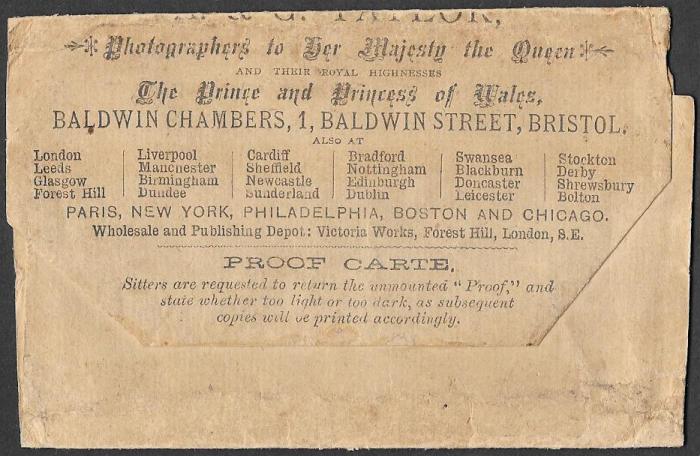 A. & G. TAYLOR,
Photographers to Her Majesty the Queen
AND THEIR ROYAL HIGHNESSES
The Prince and Princess of Wales,
BALDWIN CHAMBERS, 1, BALDWIN STREET, BRISTOL.
ALSO AT
London Liverpool Cardiff Bradford Swansea Stockton
Leeds Manchester Sheffield Nottingham Blackburn Derby
Glasgow Birmingham Newcastle Edinburgh Doncaster Shrewsbury
Forest Hill Dundee Sunderland Dublin Leicester Bolton
PARIS, NEW YORK, PHILADELPHIA, BOSTON AND CHICAGO.
Wholesale and Publishing Depot: Victoria Works, Forest Hill, London, S.E.
PROOF CARTE.
Sitters are requested to return the unmounted "Proof," and
state whether too light or too dark, as subsequent
copies will be printed accordingly.